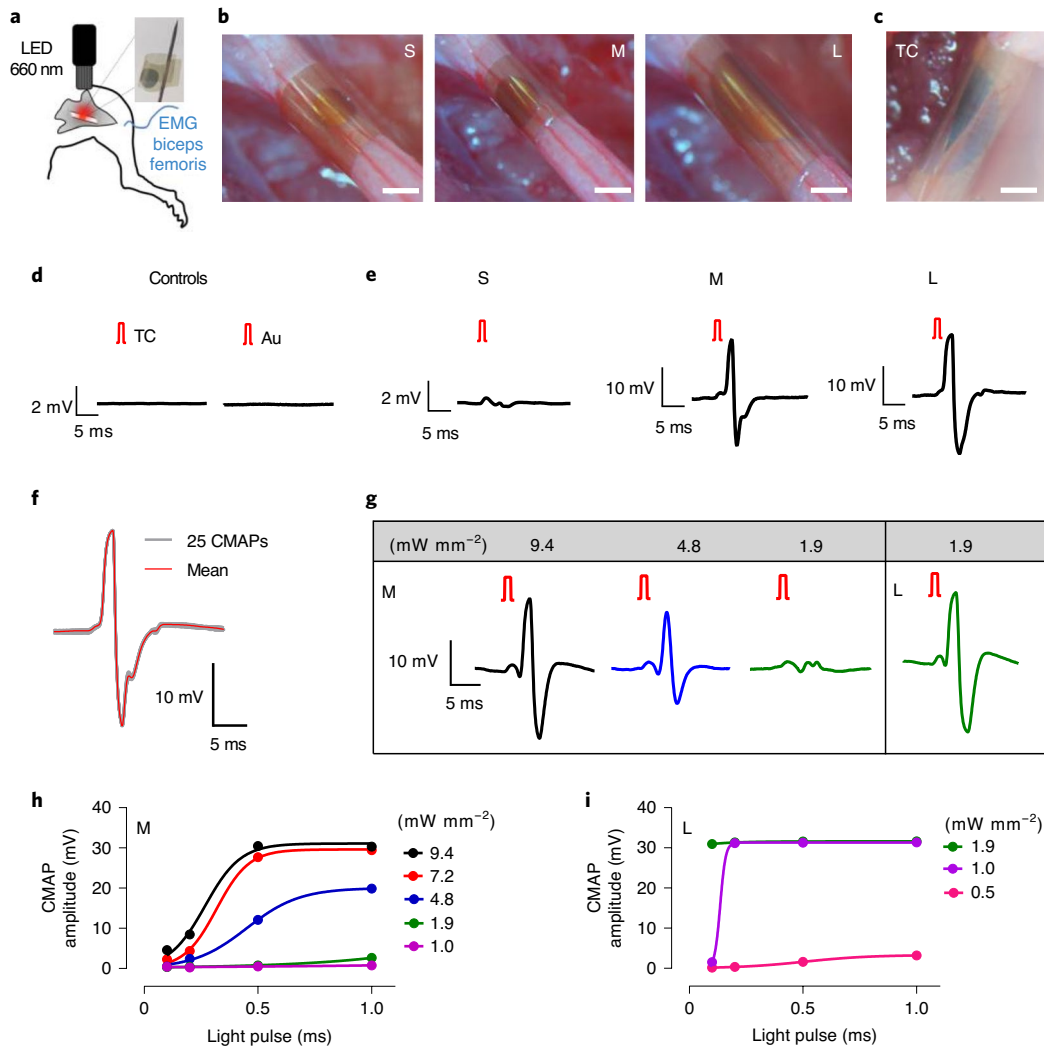 a
LED
660 nm
EMG
biceps
femoris
b
S
M
L
c
TC
d
Controls
TC
Au
2 mV
5 ms
e
S
M
L
2 mV
5 ms
10 mV
5 ms
10 mV
5 ms
f
25 CMAPs
Mean
10 mV
5 ms
g
(mW mm⁻²) 9.4 4.8 1.9 1.9
M
L
10 mV
5 ms
h
M
CMAP
amplitude (mV)
40
30
20
10
0
0 0.5 1.0
Light pulse (ms)
(mW mm⁻²)
9.4
7.2
4.8
1.9
1.0
i
L
CMAP
amplitude (mV)
40
30
20
10
0
0 0.5 1.0
Light pulse (ms)
(mW mm⁻²)
1.9
1.0
0.5